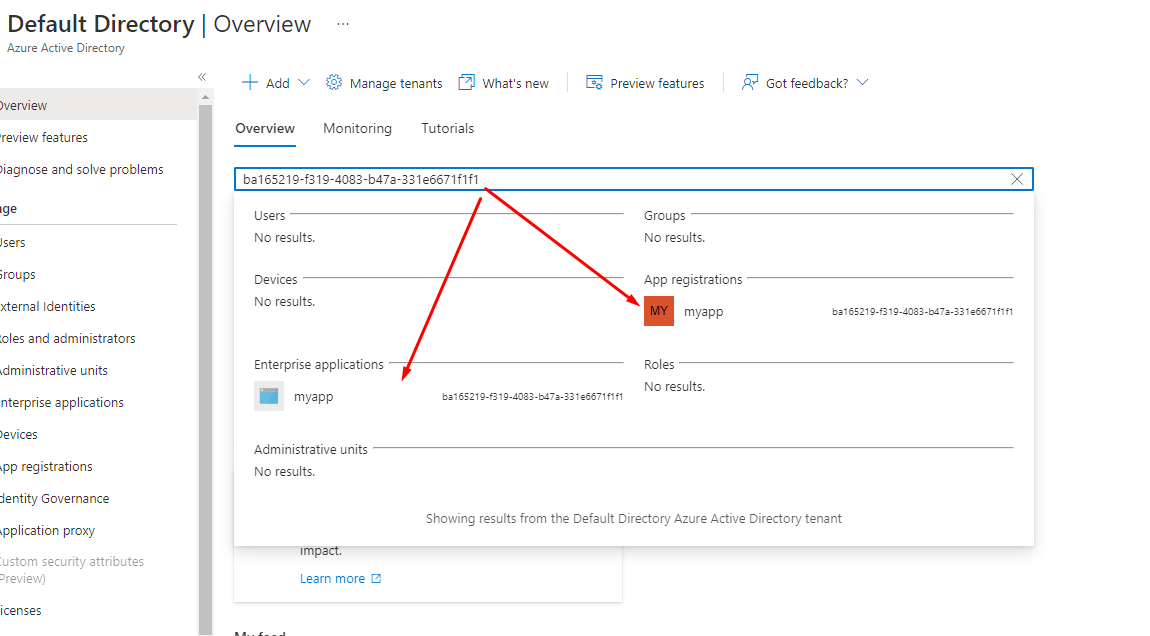 Default Directory | Overview ...
Azure Active Directory
«
Overview
Preview features
Diagnose and solve problems
age
Users
Groups
External Identities
Roles and administrators
Administrative units
Enterprise applications
Devices
App registrations
Identity Governance
Application proxy
Custom security attributes
(Preview)
Licenses
Add
Manage tenants
What's new
Preview features
Got feedback?
Overview
Monitoring
Tutorials
ba165219-f319-4083-b47a-331e6671f1f1
Users
No results.
Groups
No results.
Devices
No results.
App registrations
MY
myapp
ba165219-f319-4083-b47a-331e6671f1f1
Enterprise applications
myapp
ba165219-f319-4083-b47a-331e6671f1f1
Roles
No results.
Administrative units
No results.
Showing results from the Default Directory Azure Active Directory tenant
impact.
Learn more
My feed